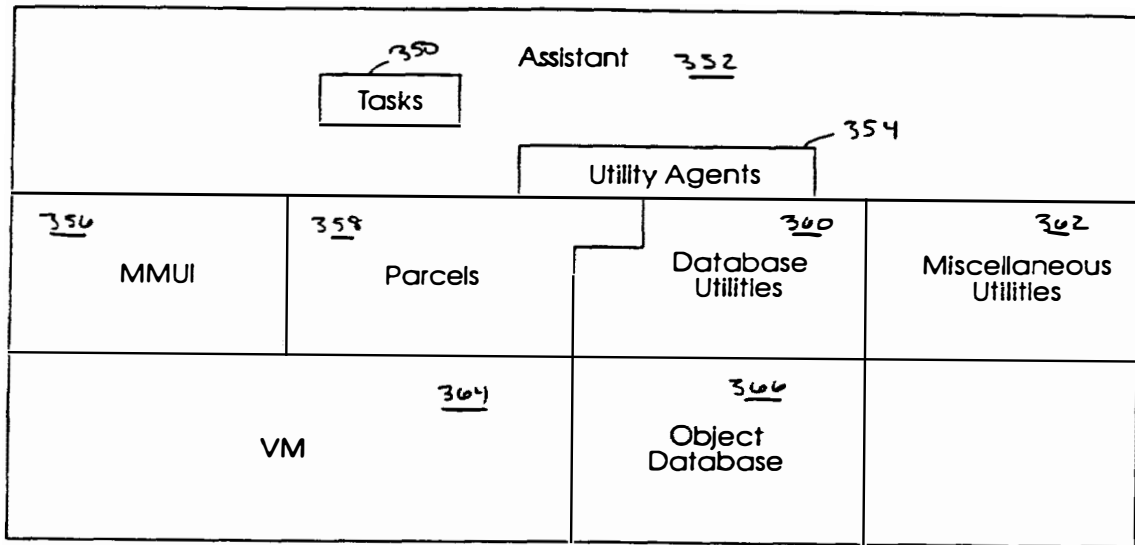 350
Assistant 352
Tasks
354
Utility Agents
356
358
360
362
MMUI
Parcels
Database
Utilities
Miscellaneous
Utilities
364
366
VM
Object
Database